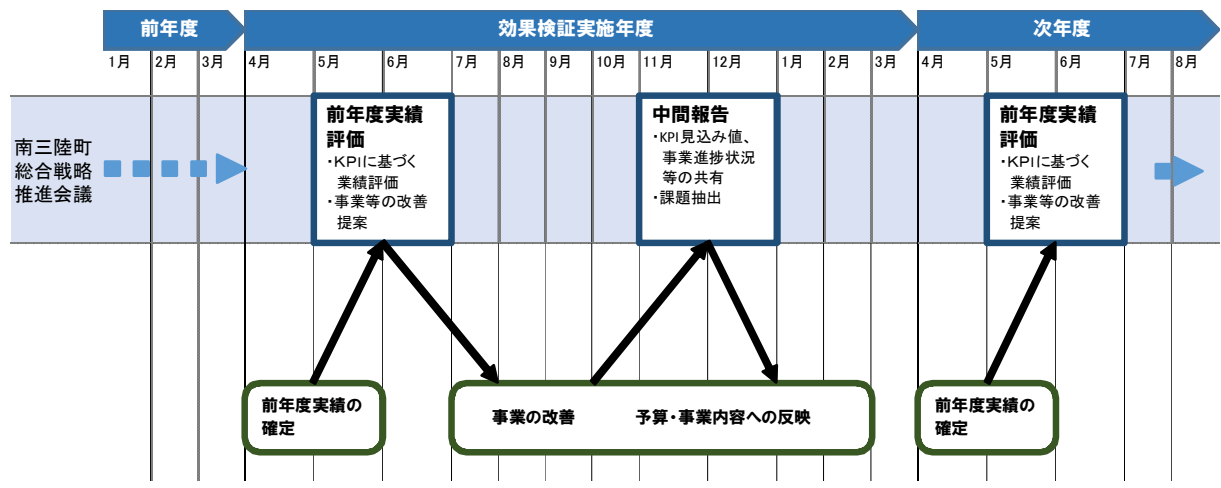 前年度
効果検証実施年度
次年度
1月 2月 3月 4月 5月 6月 7月 8月 9月 10月 11月 12月 1月 2月 3月 4月 5月 6月 7月 8月
南三陸町
総合戦略
推進会議
前年度実績
評価
・KPIに基づく
業績評価
・事業等の改善
提案
中間報告
・KPI見込み値、
事業進捗状況
等の共有
・課題抽出
前年度実績
評価
・KPIに基づく
業績評価
・事業等の改善
提案
前年度実績の
確定
事業の改善
予算・事業内容への反映
前年度実績の
確定